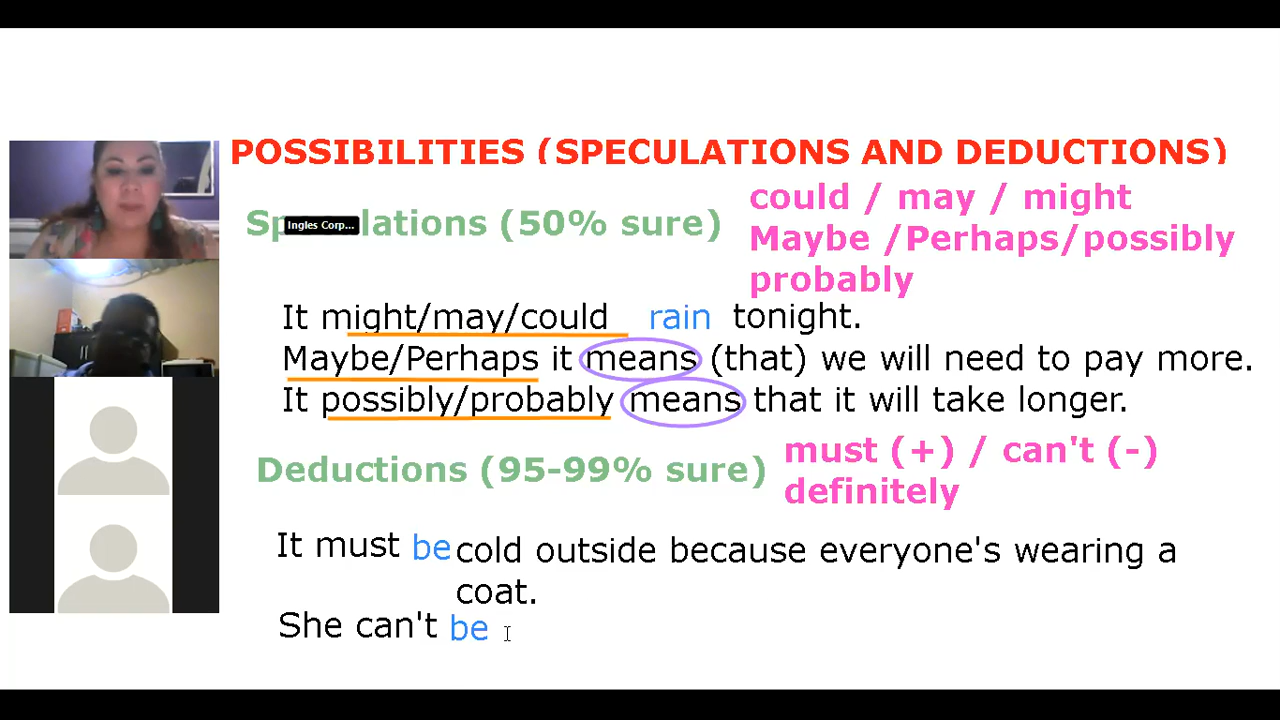 POSSIBILITIES (SPECULATIONS AND DEDUCTIONS)
could / may / might
Sp lations (50% sure)
Ingles Corp...
Maybe /Perhaps/possibly
probably
It might/may/could rain tonight.
Maybe/Perhaps it means (that) we will need to pay more.
It possibly/probably means that it will take longer.
Deductions (95-99% sure)
must (+) / can't (-)
definitely
It must be cold outside because everyone's wearing a
coat.
She can't be